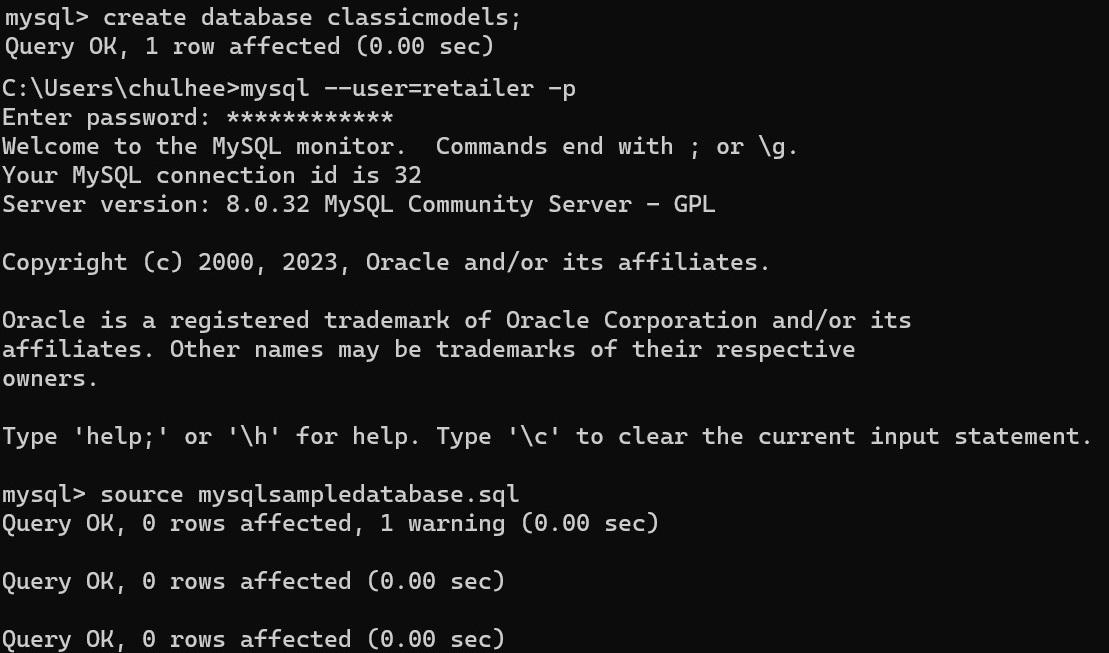 mysql> create database classicmodels;
Query OK, 1 row affected (0.00 sec)
C:\Users\chulhee>mysql --user=retailer -p
Enter password: ************
Welcome to the MySQL monitor.  Commands end with ; or \g.
Your MySQL connection id is 32
Server version: 8.0.32 MySQL Community Server - GPL
Copyright (c) 2000, 2023, Oracle and/or its affiliates.
Oracle is a registered trademark of Oracle Corporation and/or its
affiliates. Other names may be trademarks of their respective
owners.
Type 'help;' or '\h' for help. Type '\c' to clear the current input statement.
mysql> source mysqlsampledatabase.sql
Query OK, 0 rows affected, 1 warning (0.00 sec)
Query OK, 0 rows affected (0.00 sec)
Query OK, 0 rows affected (0.00 sec)